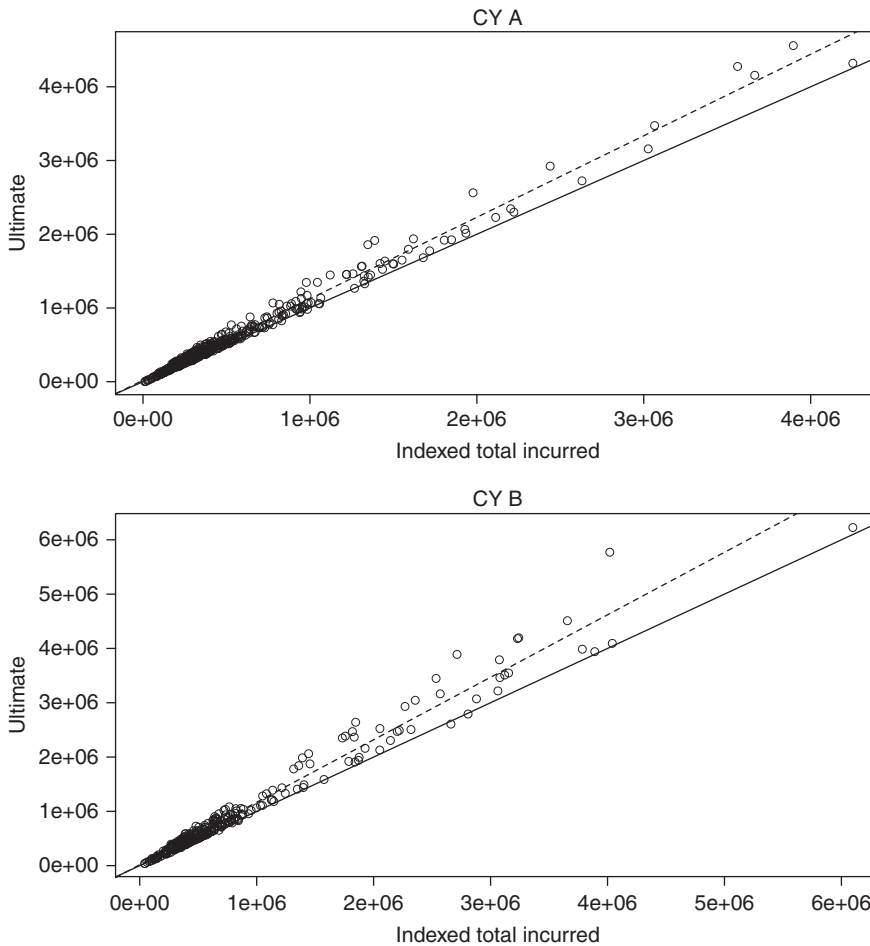 CY A
Ultimate
4e+06
3e+06
2e+06
1e+06
0e+00
0e+00 1e+06 2e+06 3e+06 4e+06
Indexed total incurred
CY B
Ultimate
6e+06
5e+06
4e+06
3e+06
2e+06
1e+06
0e+00
0e+00 1e+06 2e+06 3e+06 4e+06 5e+06 6e+06
Indexed total incurred